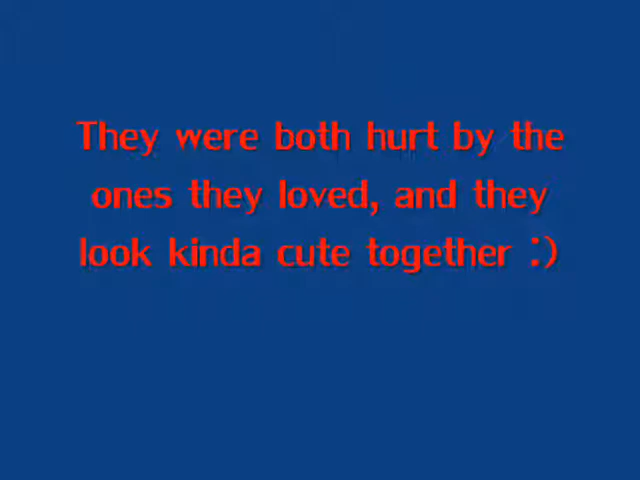 They were both hurt by the
ones they loved, and they
look kinda cute together :)